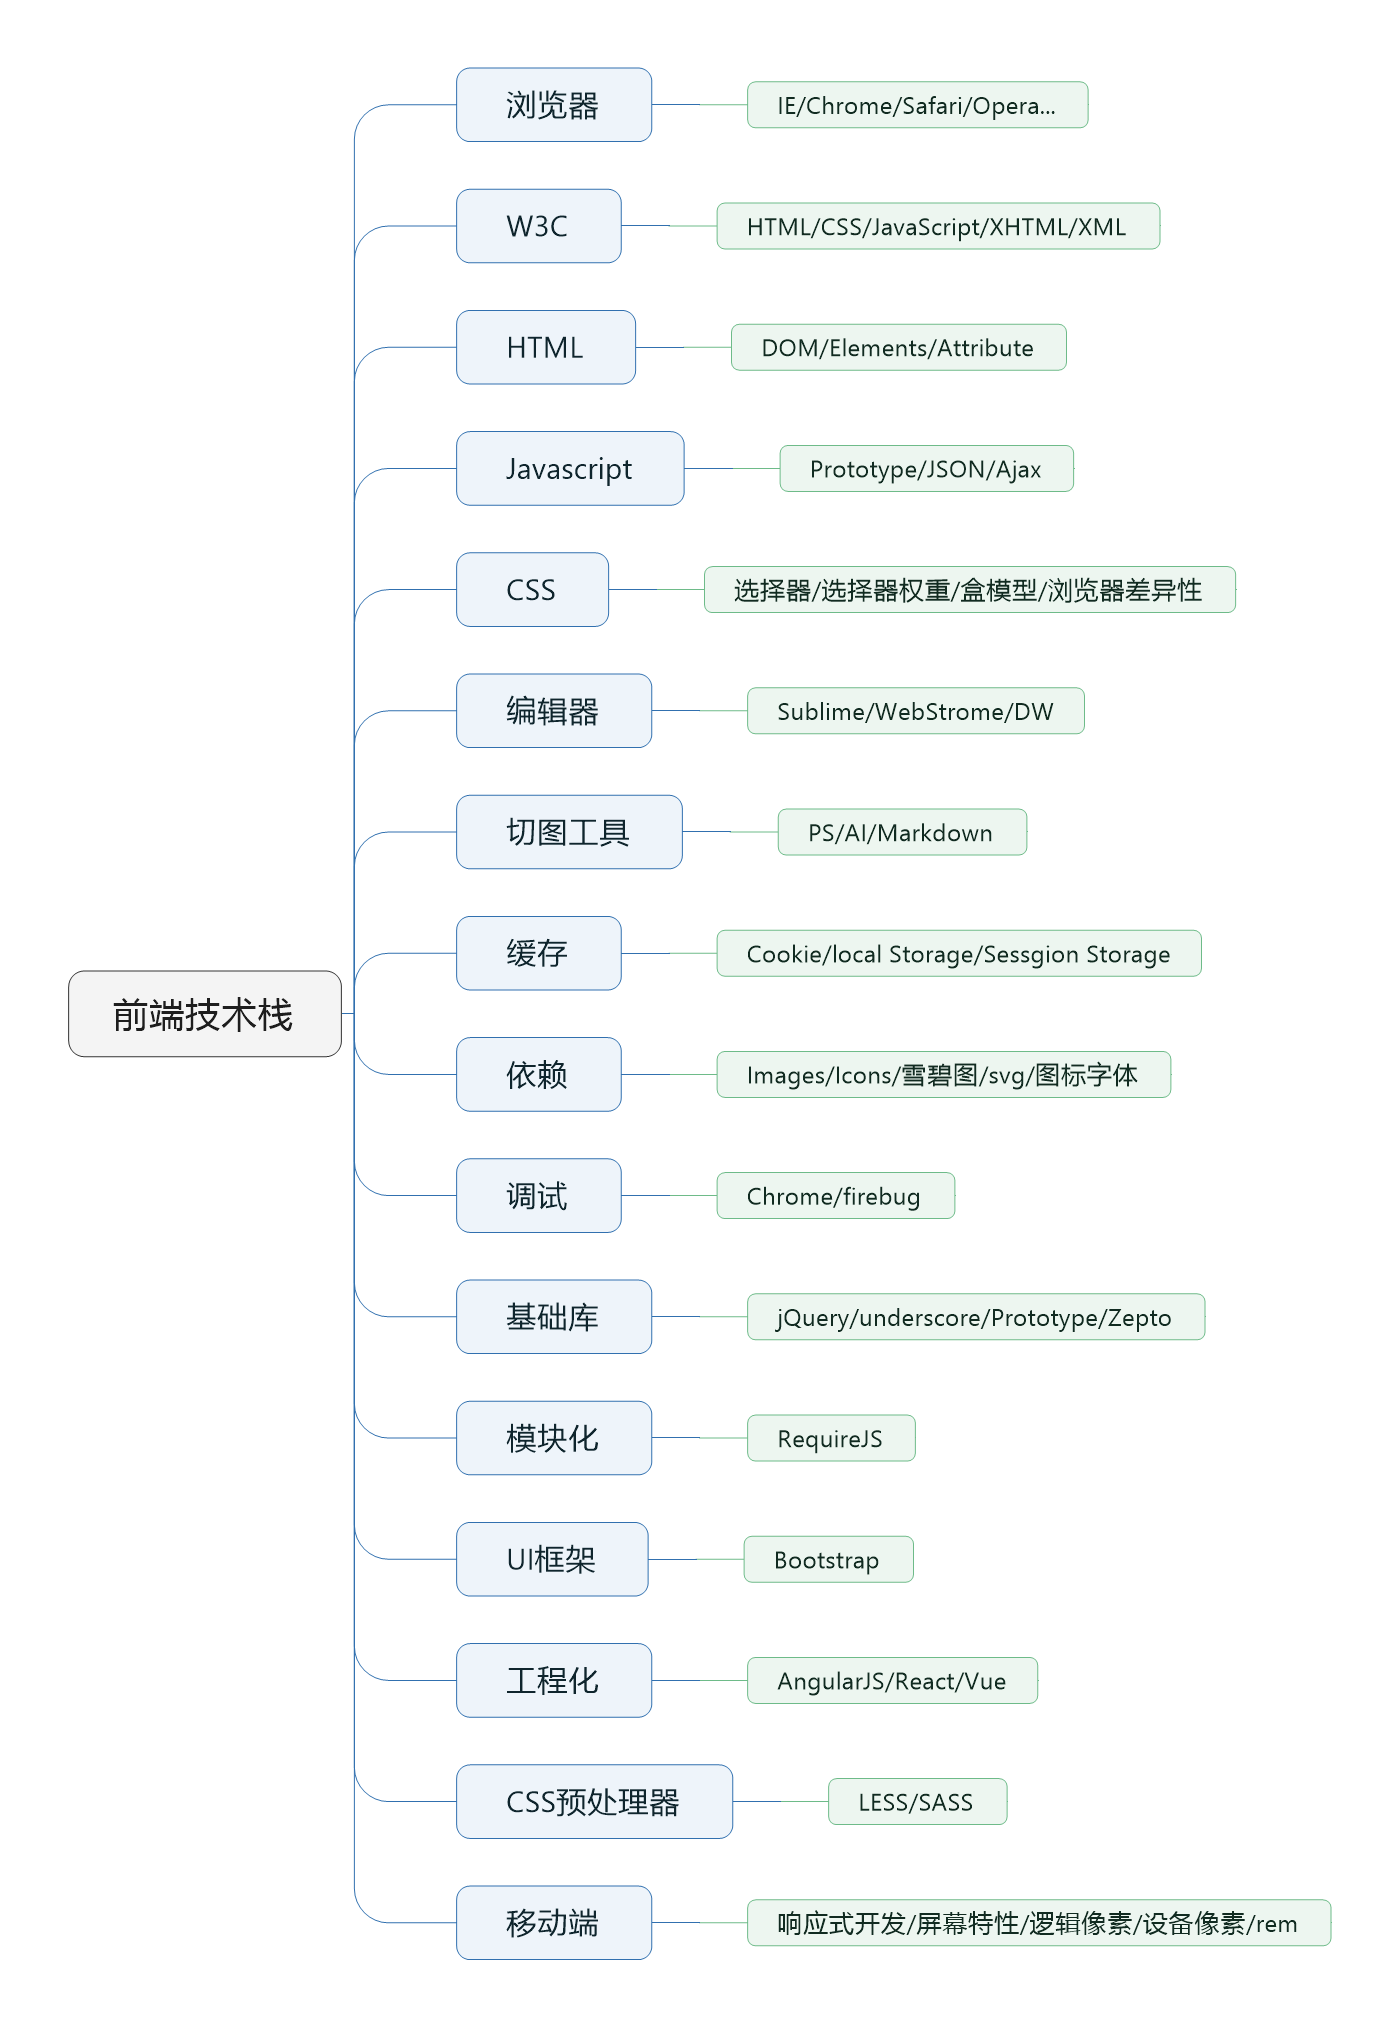 前端技术栈
浏览器
IE/Chrome/Safari/Opera...
W3C
HTML/CSS/JavaScript/XHTML/XML
HTML
DOM/Elements/Attribute
Javascript
Prototype/JSON/Ajax
CSS
选择器/选择器权重/盒模型/浏览器差异性
编辑器
Sublime/WebStrome/DW
切图工具
PS/AI/Markdown
缓存
Cookie/local Storage/Sessgion Storage
依赖
Images/Icons/雪碧图/svg/图标字体
调试
Chrome/firebug
基础库
jQuery/underscore/Prototype/Zepto
模块化
RequireJS
UI框架
Bootstrap
工程化
AngularJS/React/Vue
CSS预处理器
LESS/SASS
移动端
响应式开发/屏幕特性/逻辑像素/设备像素/rem